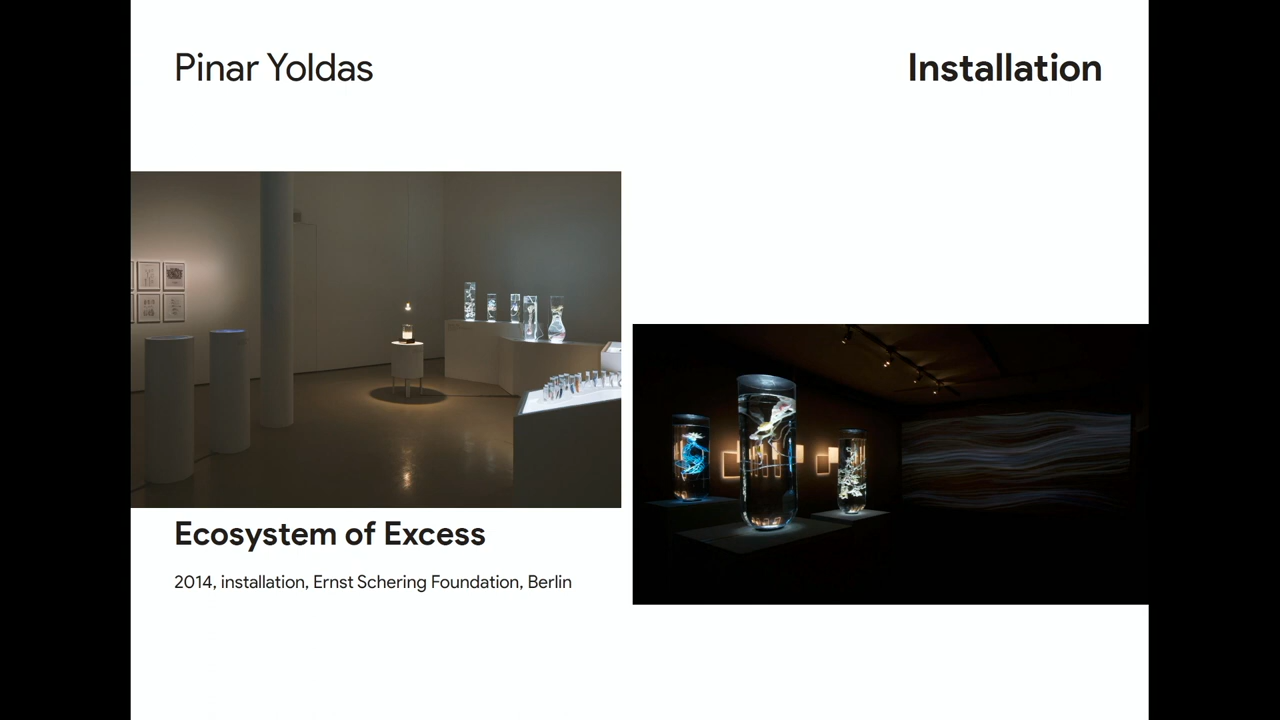 Pinar Yoldas
Installation
Ecosystem of Excess
2014, installation, Ernst Schering Foundation, Berlin